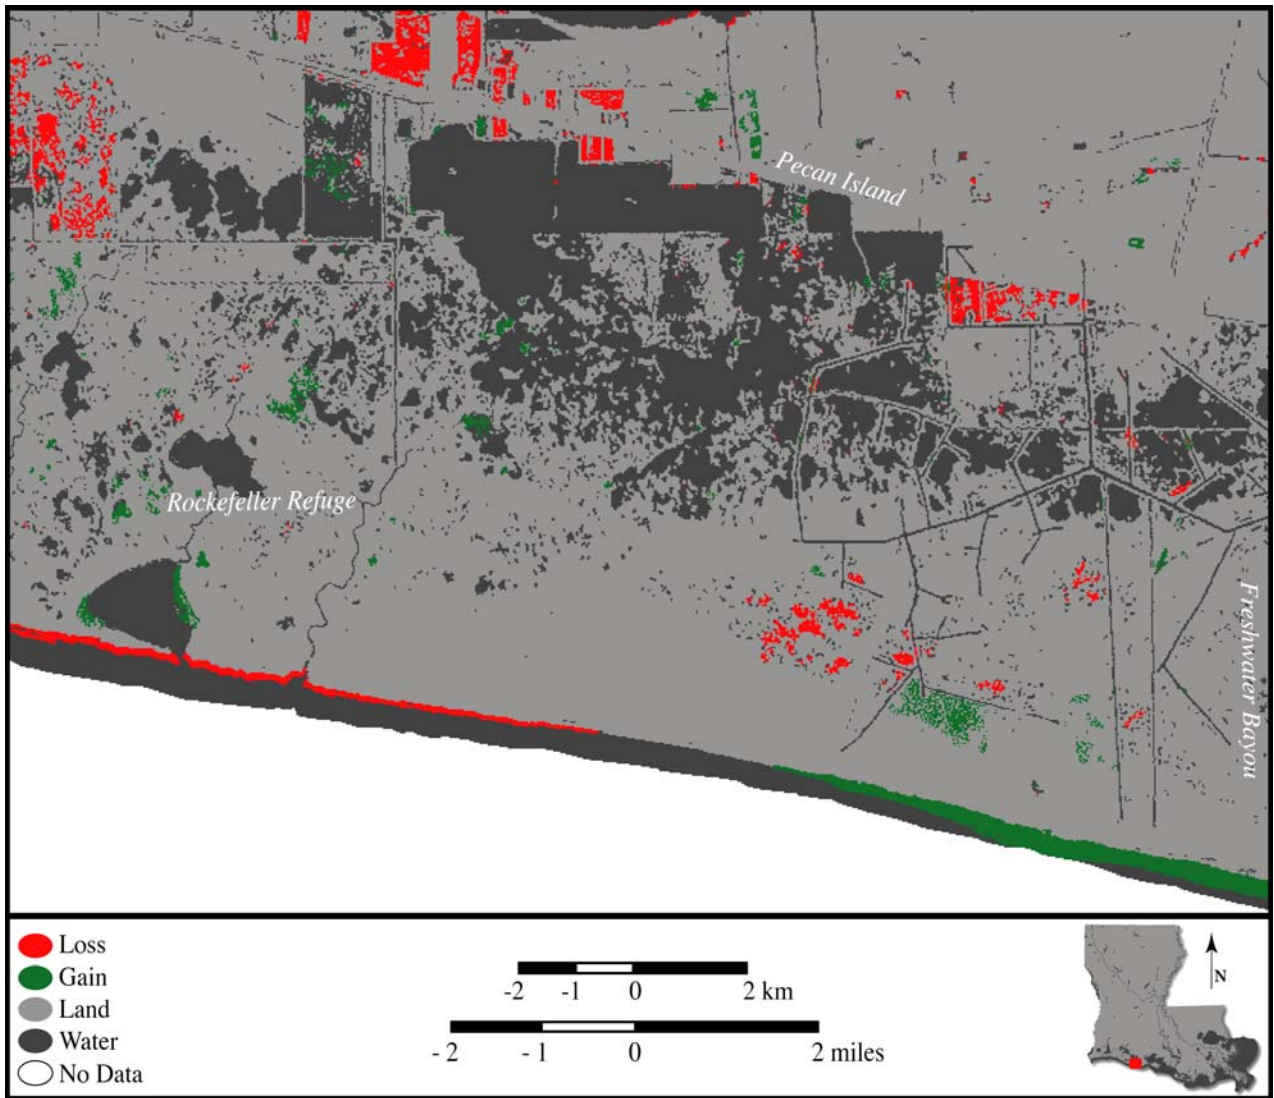 Pecan Island
Rockefeller Refuge
Freshwater Bayou
Loss
Gain
Land
Water
No Data
-2 -1 0 2 km
- 2 - 1 0 2 miles
N